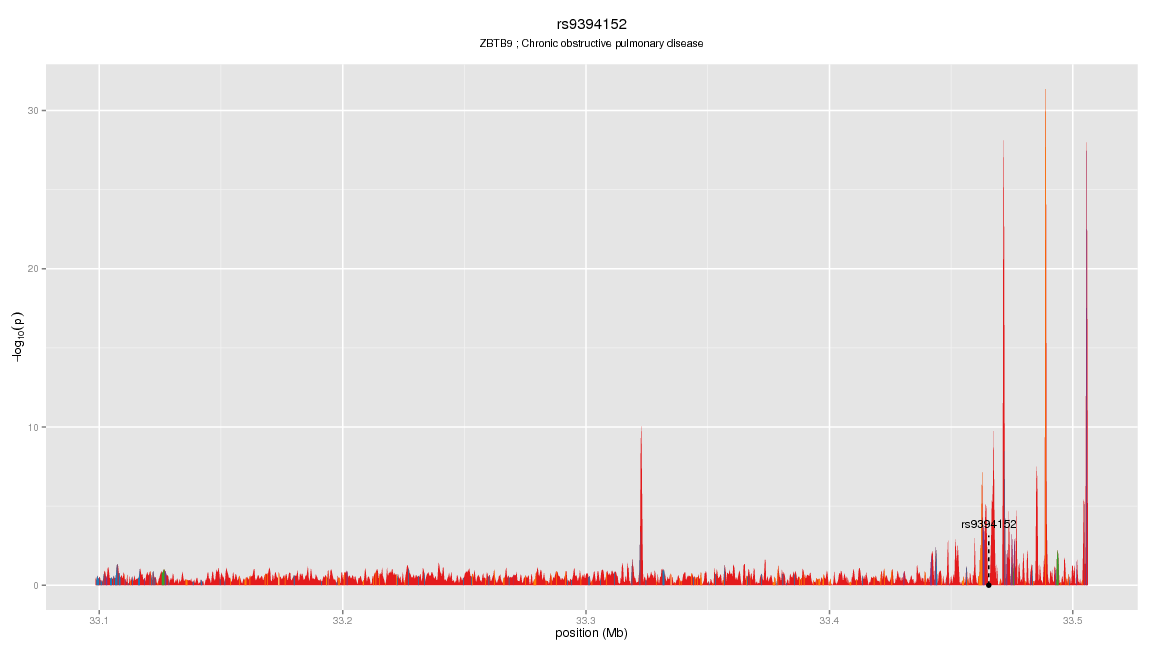 rs9394152
ZBTB9 ; Chronic obstructive pulmonary disease
30
20
10
0
−log10(p)
rs9394152
33.1 33.2 33.3 33.4 33.5
position (Mb)